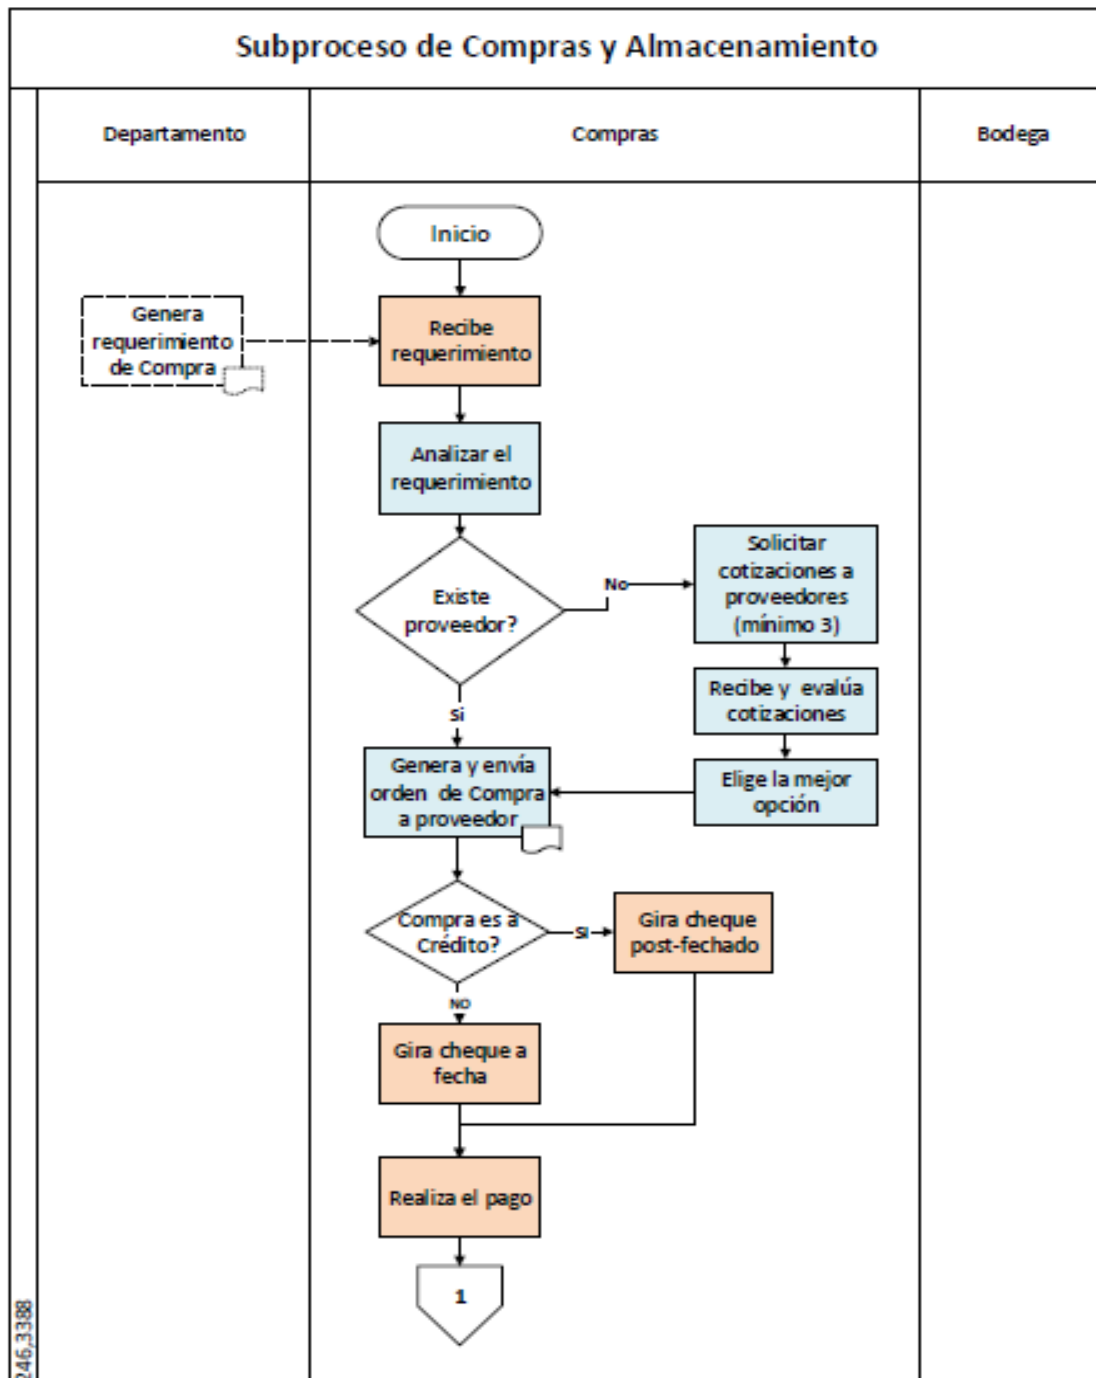 Subproceso de Compras y Almacenamiento
Departamento
Compras
Bodega
Inicio
Genera
requerimiento
de Compra
Recibe
requerimiento
Analizar el
requerimiento
Existe
proveedor?
No
Solicitar
cotizaciones a
proveedores
(mínimo 3)
Recibe y evalúa
cotizaciones
Elige la mejor
opción
Si
Genera y envía
orden de Compra
a proveedor
Compra es a
Crédito?
SI
Gira cheque
post-fechado
NO
Gira cheque a
fecha
Realiza el pago
1
246,3388